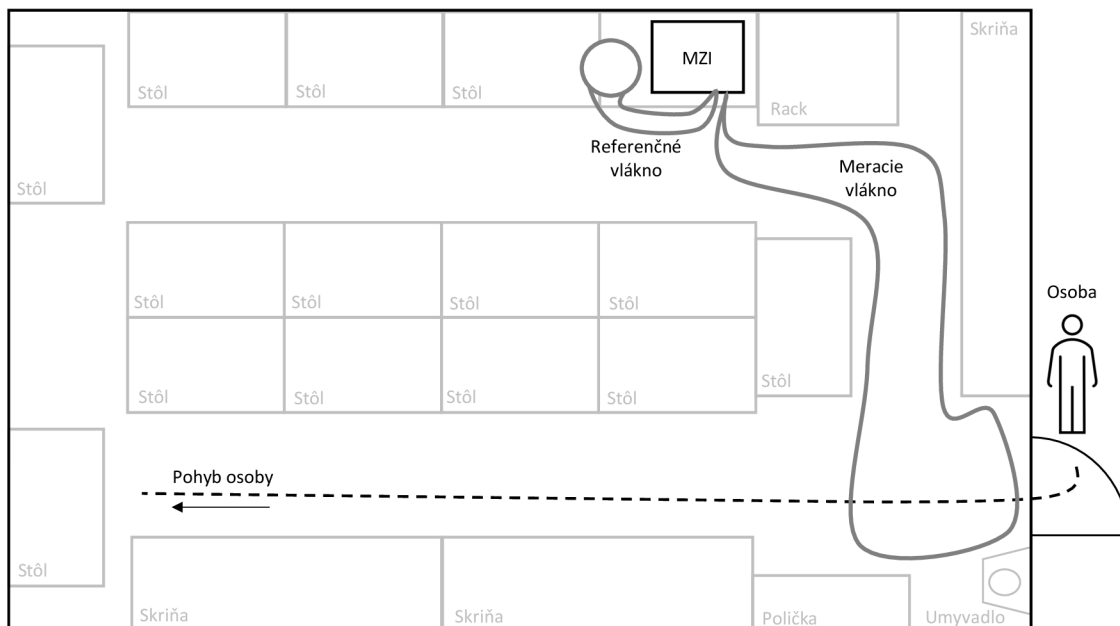 Skriňa
MZI
Stôl
Stôl
Stôl
Rack
Referenčné
vlákno
Meracie
vlákno
Stôl
Osoba
Stôl
Stôl
Stôl
Stôl
Stôl
Stôl
Stôl
Stôl
Stôl
Pohyb osoby
Stôl
Skriňa
Skriňa
Polička
Umyvadlo